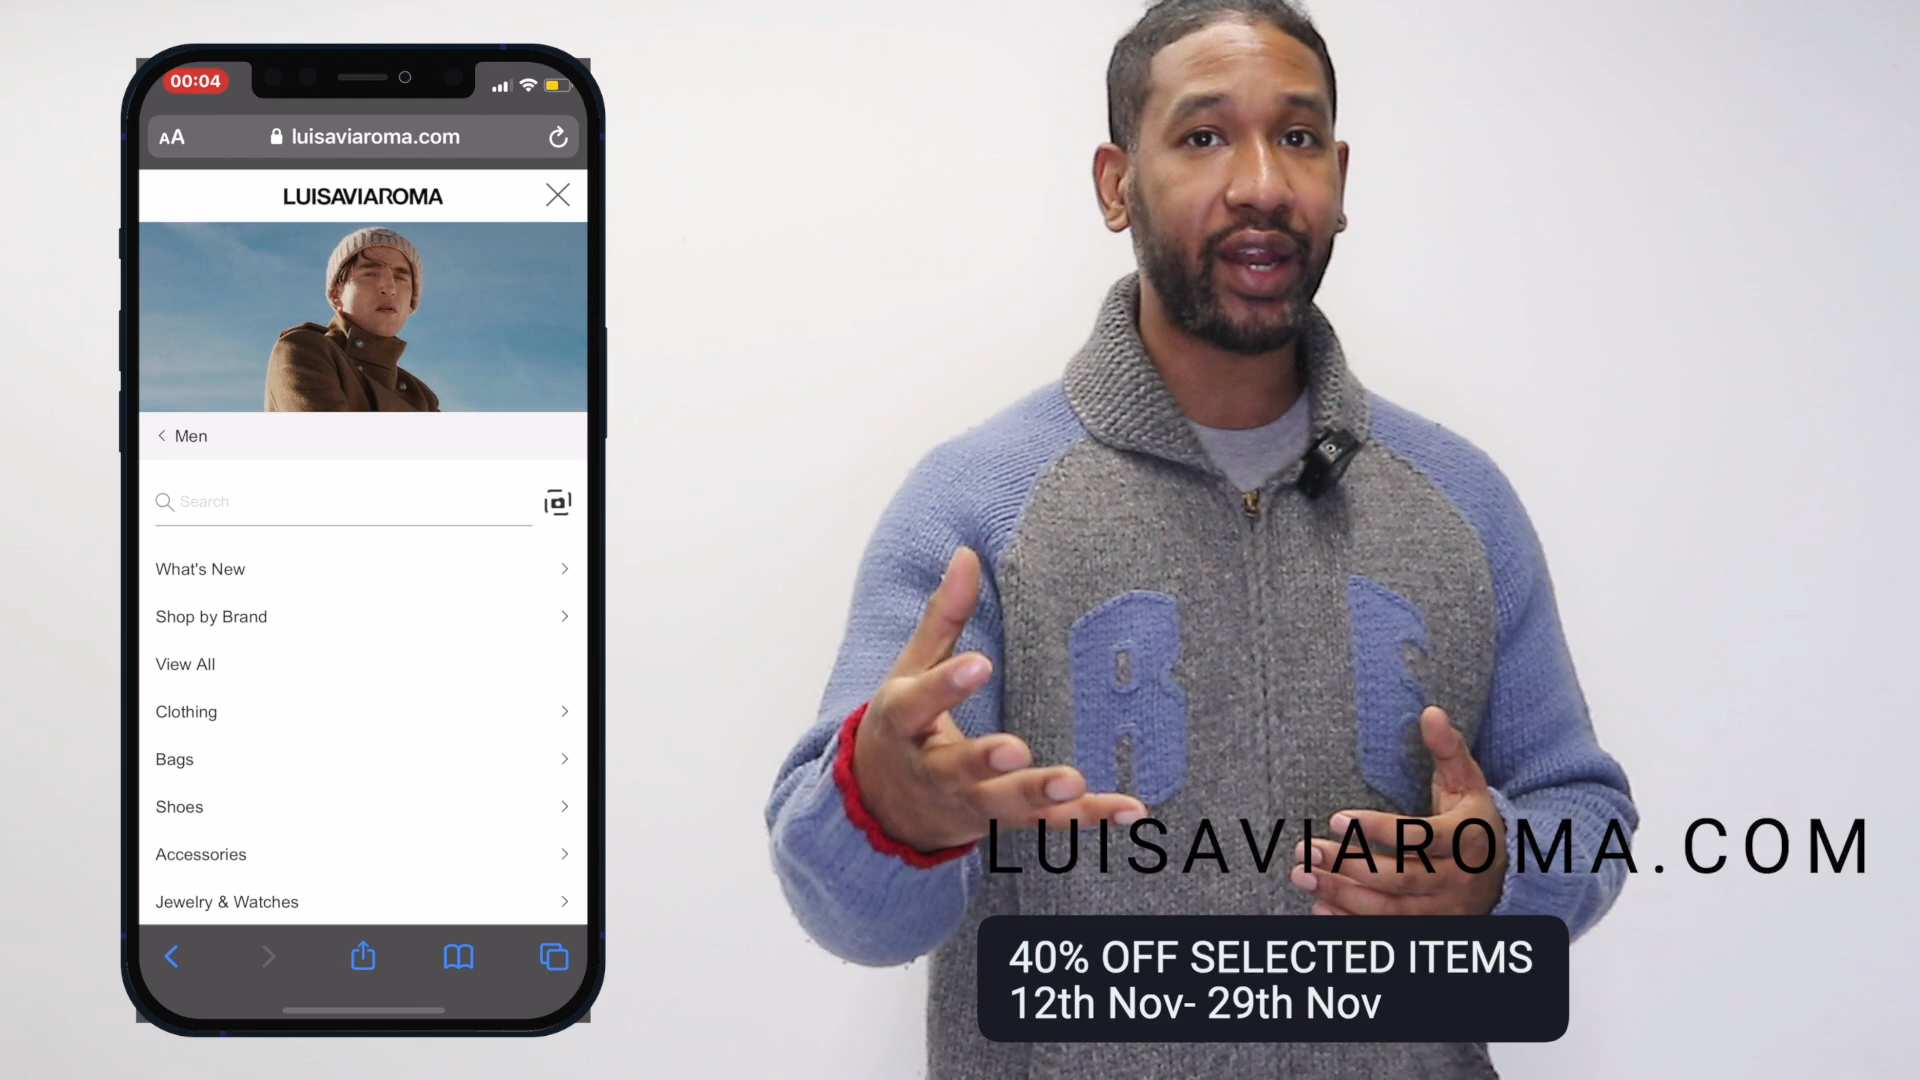 00:04
AA luisaviaroma.com
LUISAVIAROMA
Men
Search
What's New
Shop by Brand
View All
Clothing
Bags
Shoes
Accessories
Jewelry & Watches
LUISAVIAROMA.COM
40% OFF SELECTED ITEMS
12th Nov- 29th Nov